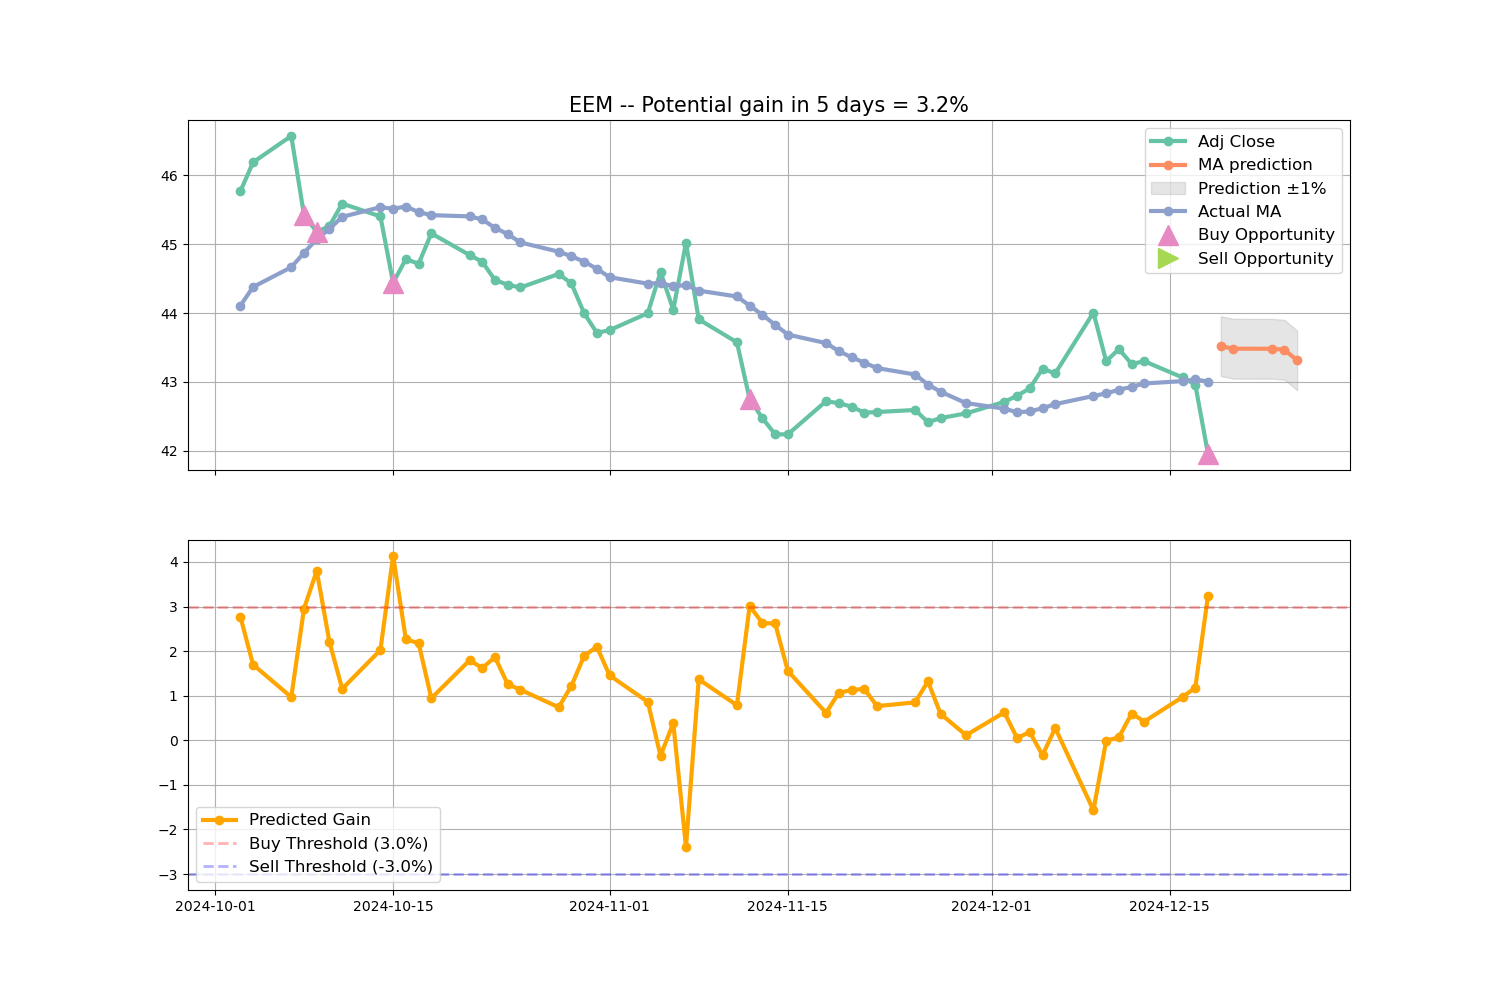 EEM -- Potential gain in 5 days = 3.2%
46
45
44
43
42
Adj Close
MA prediction
Prediction ±1%
Actual MA
Buy Opportunity
Sell Opportunity
4
3
2
1
0
−1
−2
−3
Predicted Gain
Buy Threshold (3.0%)
Sell Threshold (-3.0%)
2024-10-01
2024-10-15
2024-11-01
2024-11-15
2024-12-01
2024-12-15